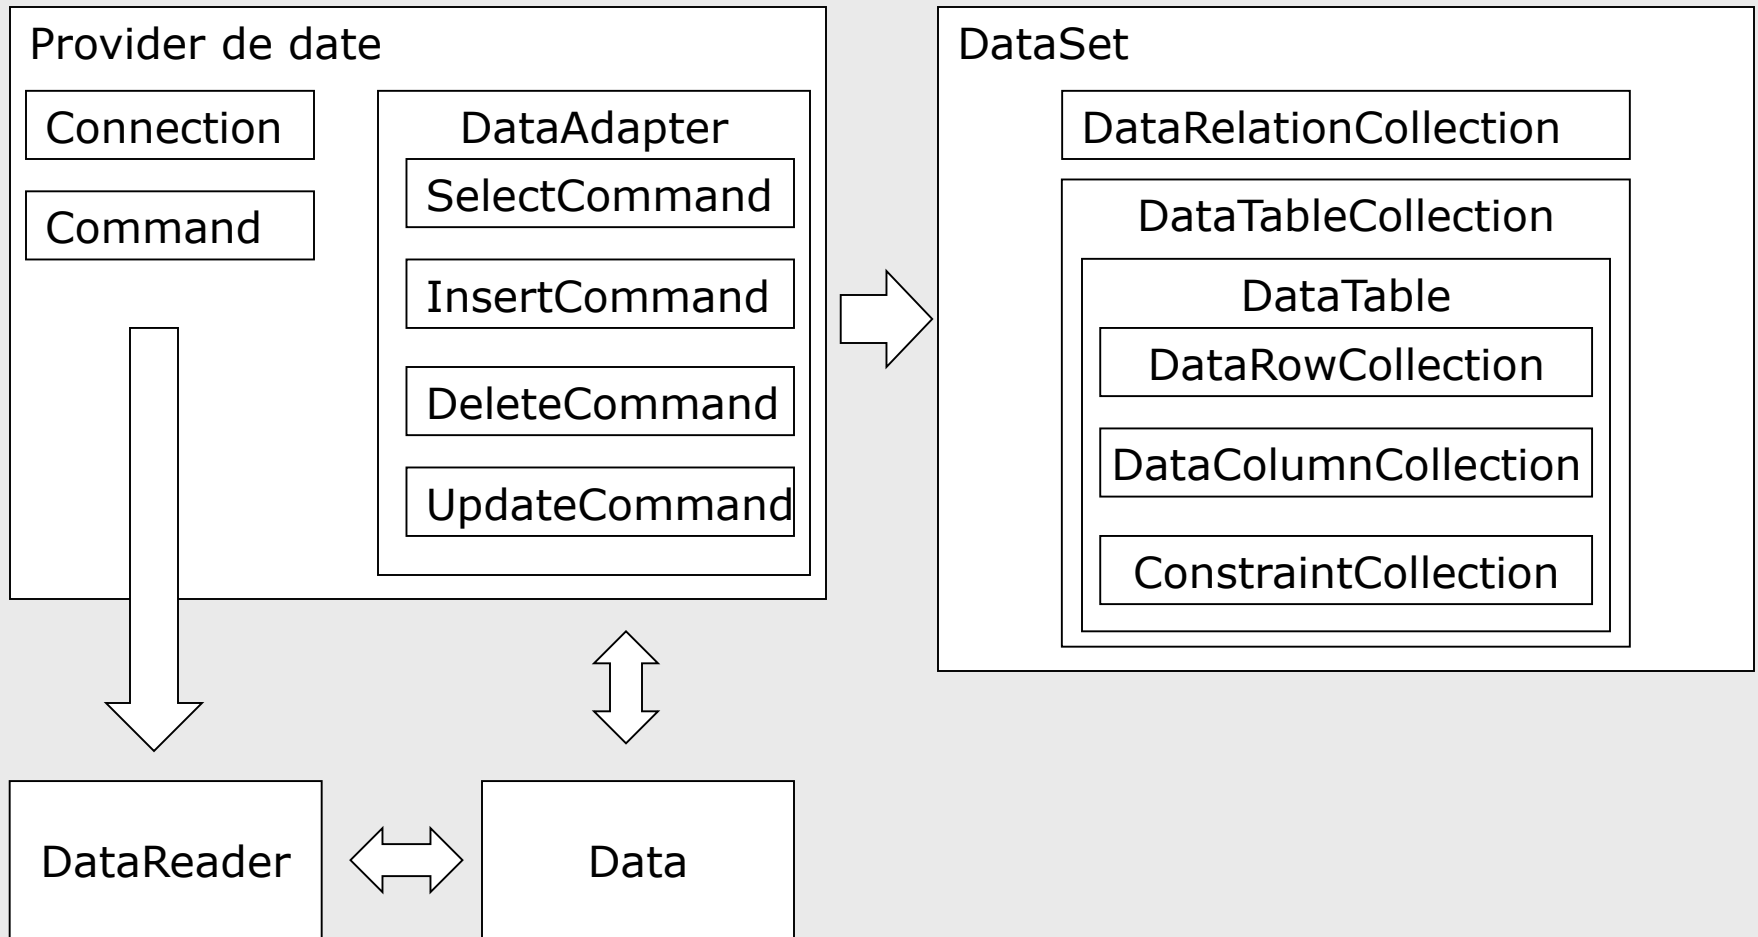 Provider de date
Connection
Command
DataAdapter
SelectCommand
InsertCommand
DeleteCommand
UpdateCommand
DataSet
DataRelationCollection
DataTableCollection
DataTable
DataRowCollection
DataColumnCollection
ConstraintCollection
DataReader
Data